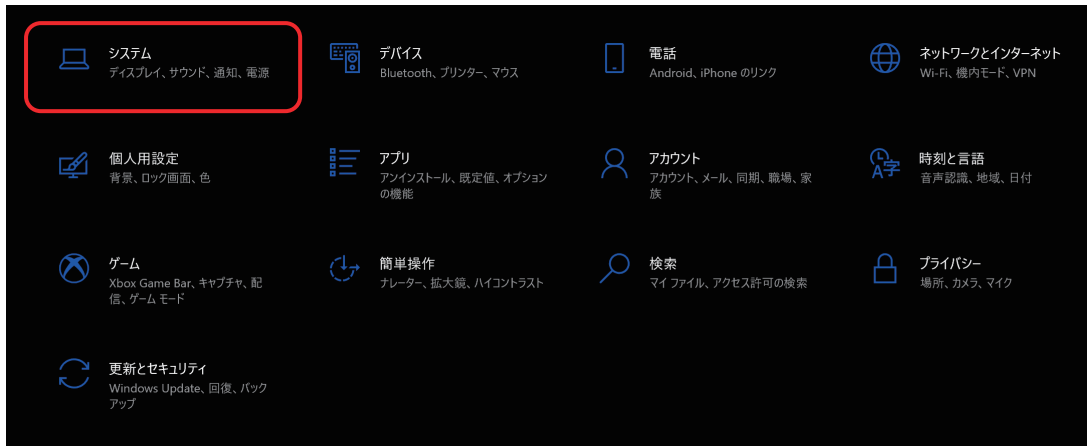 システム
ディスプレイ、サウンド、通知、電源
デバイス
Bluetooth、プリンター、マウス
電話
Android、iPhone のリンク
ネットワークとインターネット
Wi-Fi、機内モード、VPN
個人用設定
背景、ロック画面、色
アプリ
アンインストール、既定値、オプション
の機能
アカウント
アカウント、メール、同期、職場、家
族
時刻と言語
音声認識、地域、日付
ゲーム
Xbox Game Bar、キャプチャ、配
信、ゲーム モード
簡単操作
ナレーター、拡大鏡、ハイコントラスト
検索
マイ ファイル、アクセス許可の検索
プライバシー
場所、カメラ、マイク
更新とセキュリティ
Windows Update、回復、バック
アップ